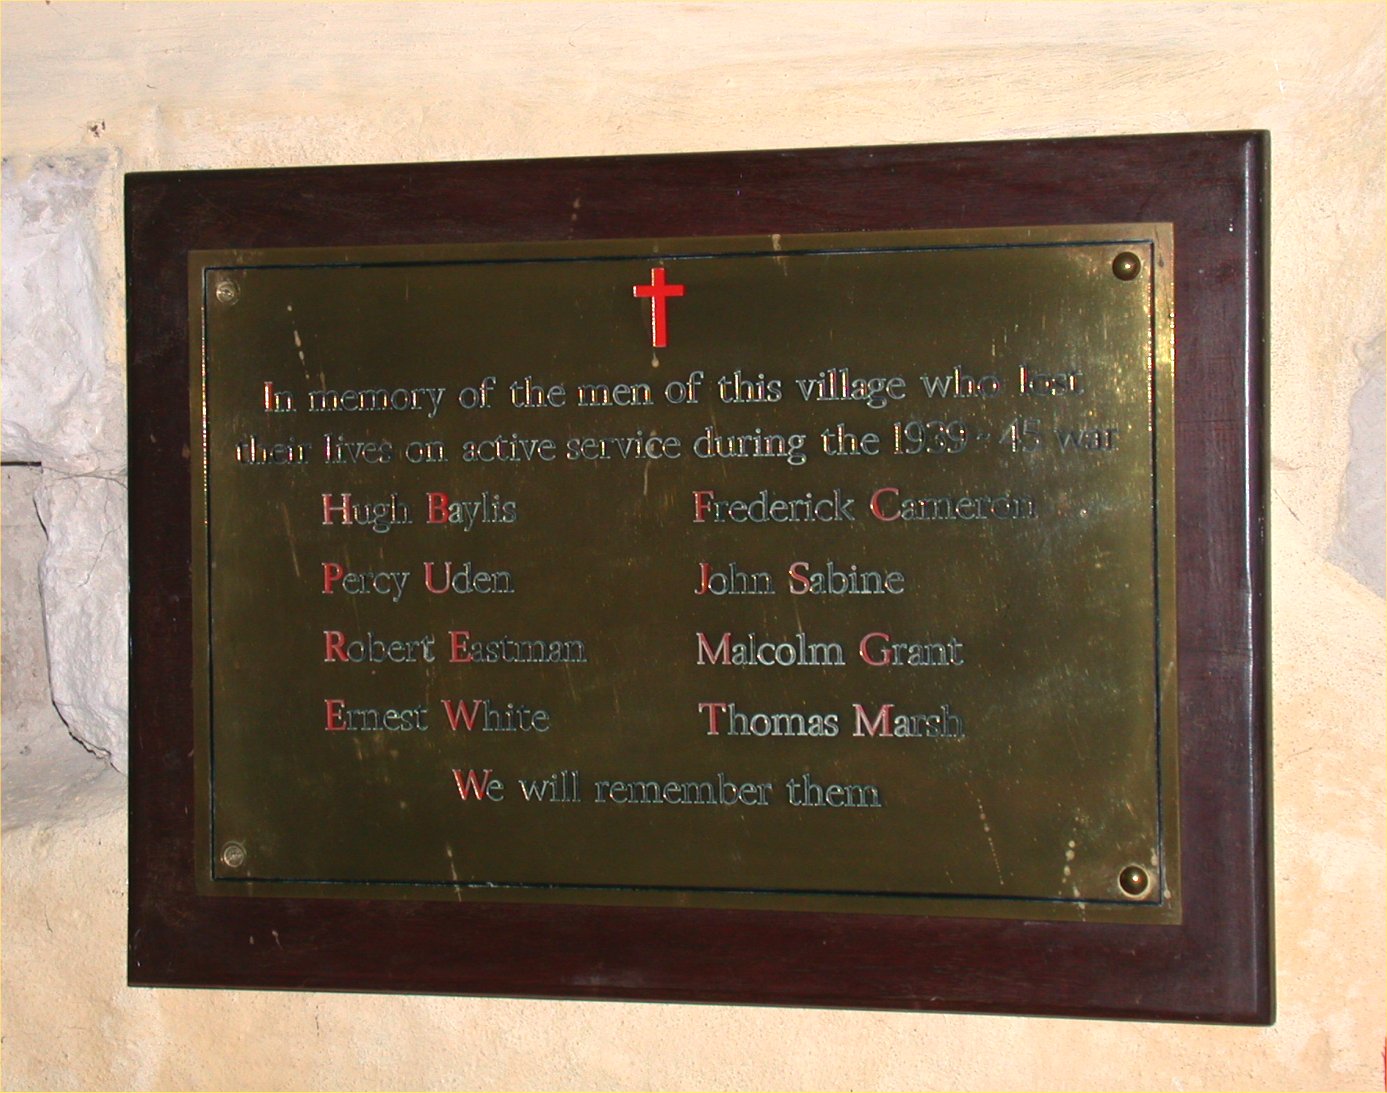 In memory of the men of this village who lost
their lives on active service during the 1939-45 war
Hugh Baylis Frederick Cameron
Percy Uden John Sabine
Robert Eastman Malcolm Grant
Ernest White Thomas Marsh
We will remember them